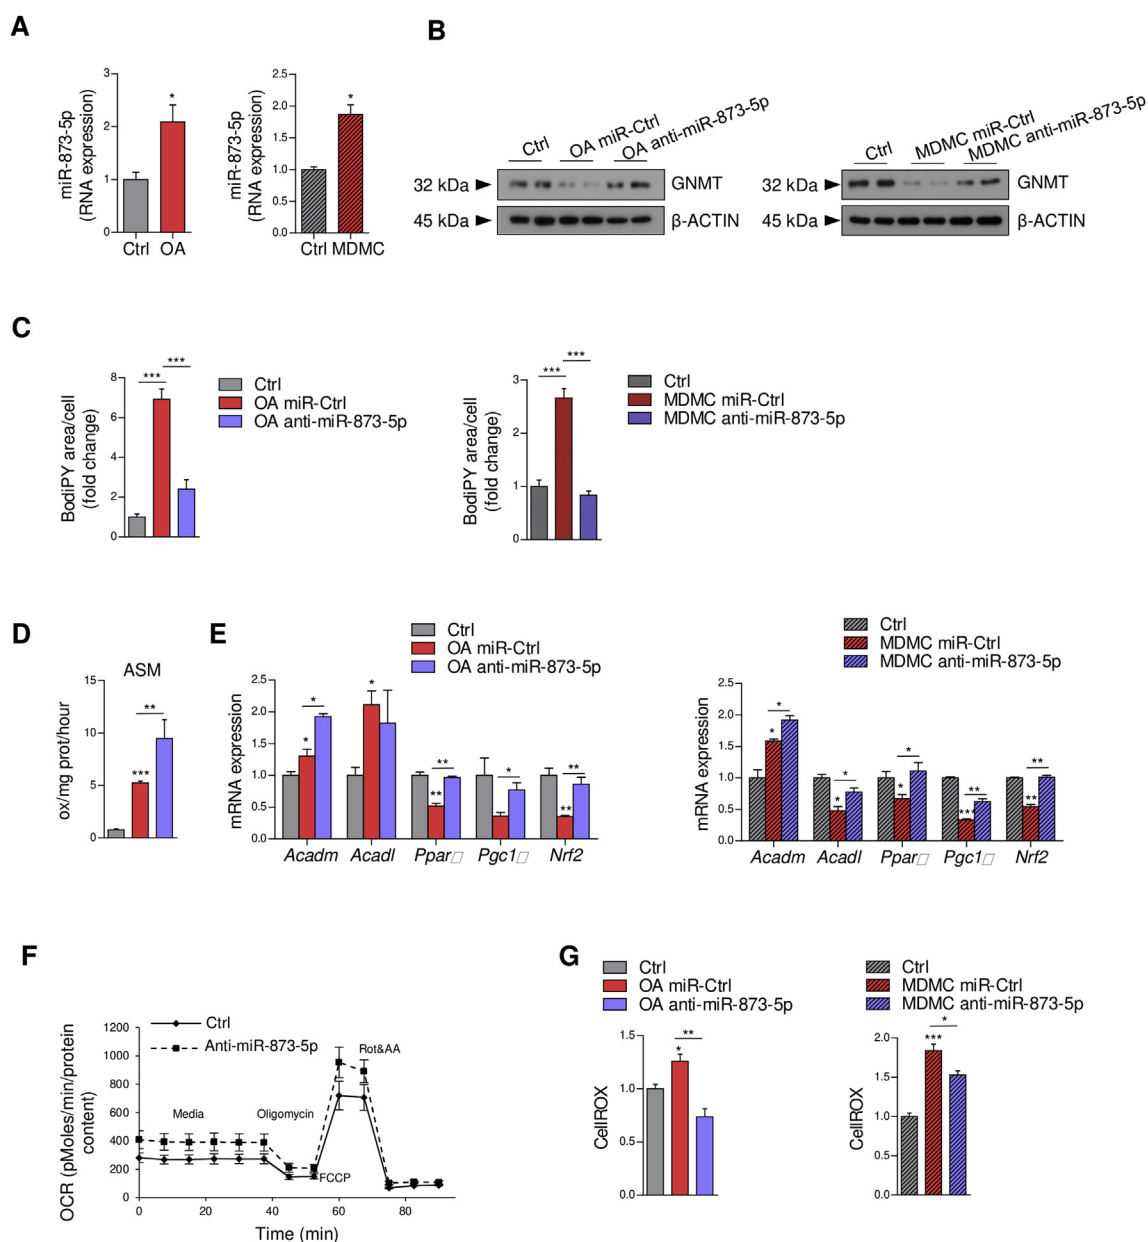 A
miR-873-5p
(RNA expression)
3
2
1
0
*
Ctrl OA
miR-873-5p
(RNA expression)
2.5
2.0
1.5
1.0
0.5
0.0
*
Ctrl MDMC
B
Ctrl
OA miR-Ctrl
OA anti-miR-873-5p
32 kDa
GNMT
45 kDa
β-ACTIN
Ctrl
MDMC miR-Ctrl
MDMC anti-miR-873-5p
32 kDa
GNMT
45 kDa
β-ACTIN
C
BodiPY area/cell
(fold change)
8
6
4
2
0
***
***
Ctrl
OA miR-Ctrl
OA anti-miR-873-5p
BodiPY area/cell
(fold change)
3
2
1
0
***
***
Ctrl
MDMC miR-Ctrl
MDMC anti-miR-873-5p
D
ASM
ox/mg prot/hour
15
10
5
0
**
***
E
Ctrl
OA miR-Ctrl
OA anti-miR-873-5p
mRNA expression
2.5
2.0
1.5
1.0
0.5
0.0
*
*
*
**
**
*
**
**
Acadm Acadl Ppar□ Pgc1□ Nrf2
Ctrl
MDMC miR-Ctrl
MDMC anti-miR-873-5p
mRNA expression
2.5
2.0
1.5
1.0
0.5
0.0
*
*
*
*
*
*
**
***
**
**
Acadm Acadl Ppar□ Pgc1□ Nrf2
F
OCR (pMoles/min/protein
content)
1200
1000
800
600
400
200
0
Ctrl
Anti-miR-873-5p
Rot&AA
Media
Oligomycin
FCCP
0 20 40 60 80
Time (min)
G
Ctrl
OA miR-Ctrl
OA anti-miR-873-5p
CellROX
1.5
1.0
0.5
0.0
**
*
Ctrl
MDMC miR-Ctrl
MDMC anti-miR-873-5p
CellROX
2.0
1.5
1.0
0.5
0.0
*
***